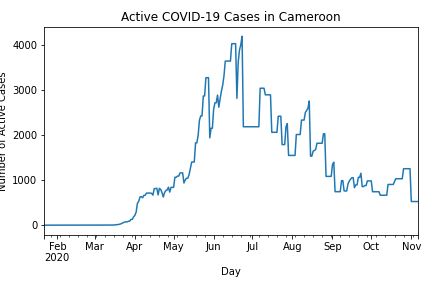 Active COVID-19 Cases in Cameroon
Number of Active Cases
4000
3000
2000
1000
0
Feb Mar Apr May Jun Jul Aug Sep Oct Nov
2020
Day